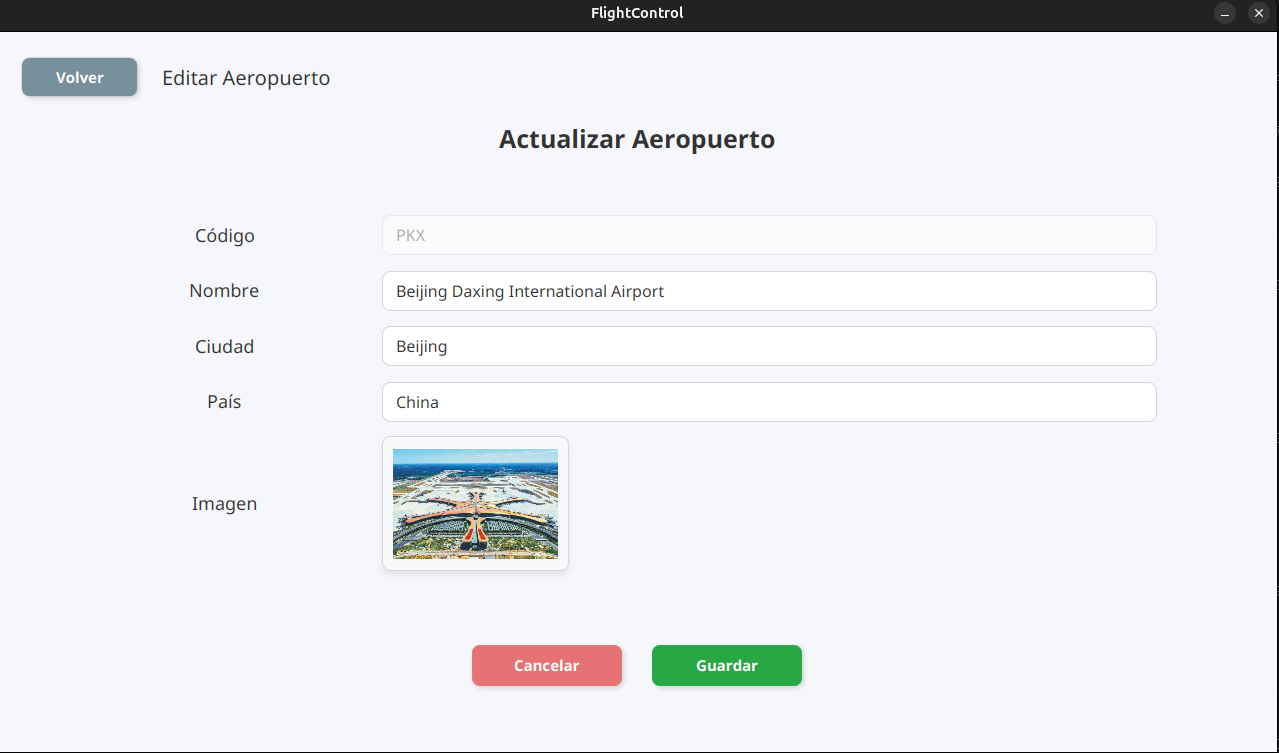 FlightControl
Volver
Editar Aeropuerto
Actualizar Aeropuerto
Código
PKX
Nombre
Beijing Daxing International Airport
Ciudad
Beijing
País
China
Imagen
Cancelar
Guardar